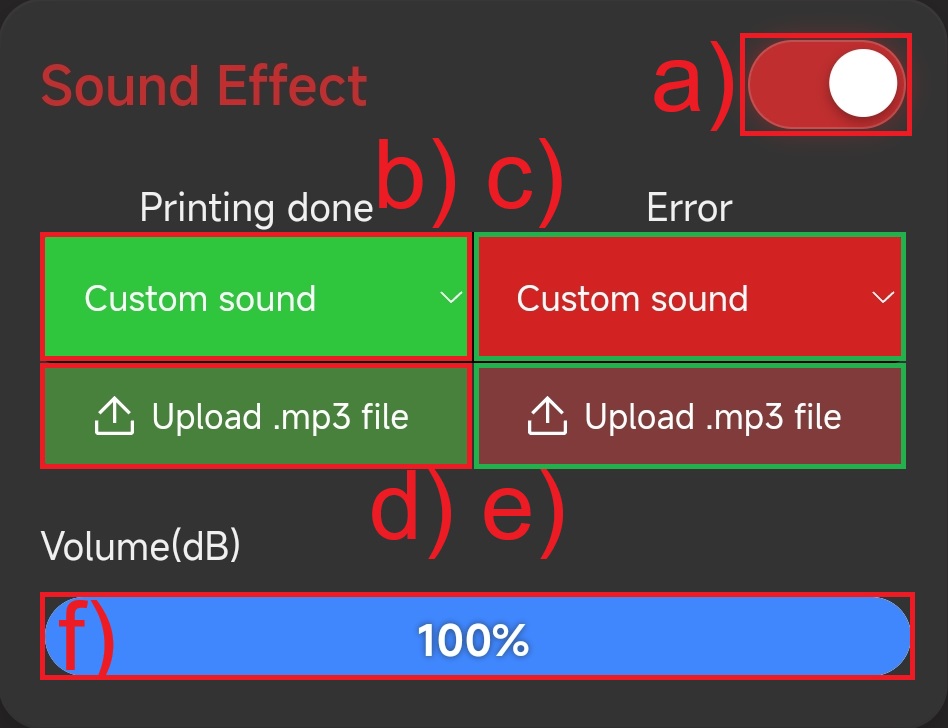 Sound Effect a)
b) c)
Printing done Error
Custom sound Custom sound
Upload .mp3 file Upload .mp3 file
d) e)
Volume(dB)
f) 100%